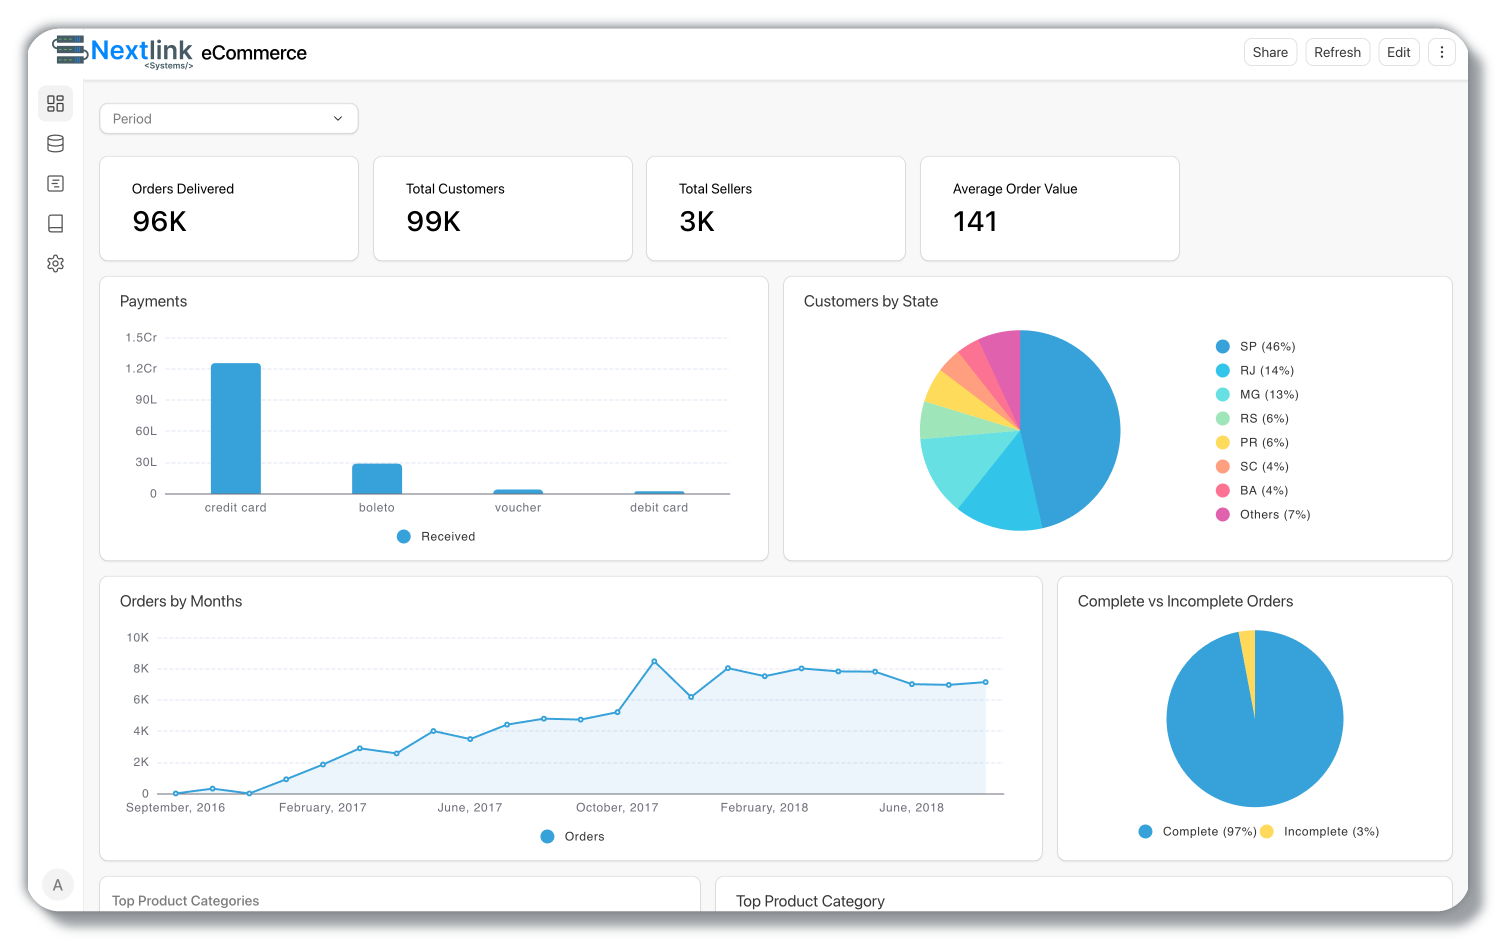 Nextlink eCommerce
<Systems/>
Share Refresh Edit
Period
Orders Delivered
96K
Total Customers
99K
Total Sellers
3K
Average Order Value
141
Payments
1.5Cr
1.2Cr
90L
60L
30L
0
credit card boleto voucher debit card
Received
Customers by State
SP (46%)
RJ (14%)
MG (13%)
RS (6%)
PR (6%)
SC (4%)
BA (4%)
Others (7%)
Orders by Months
10K
8K
6K
4K
2K
0
September, 2016 February, 2017 June, 2017 October, 2017 February, 2018 June, 2018
Orders
Complete vs Incomplete Orders
Complete (97%) Incomplete (3%)
A
Top Product Categories
Top Product Category